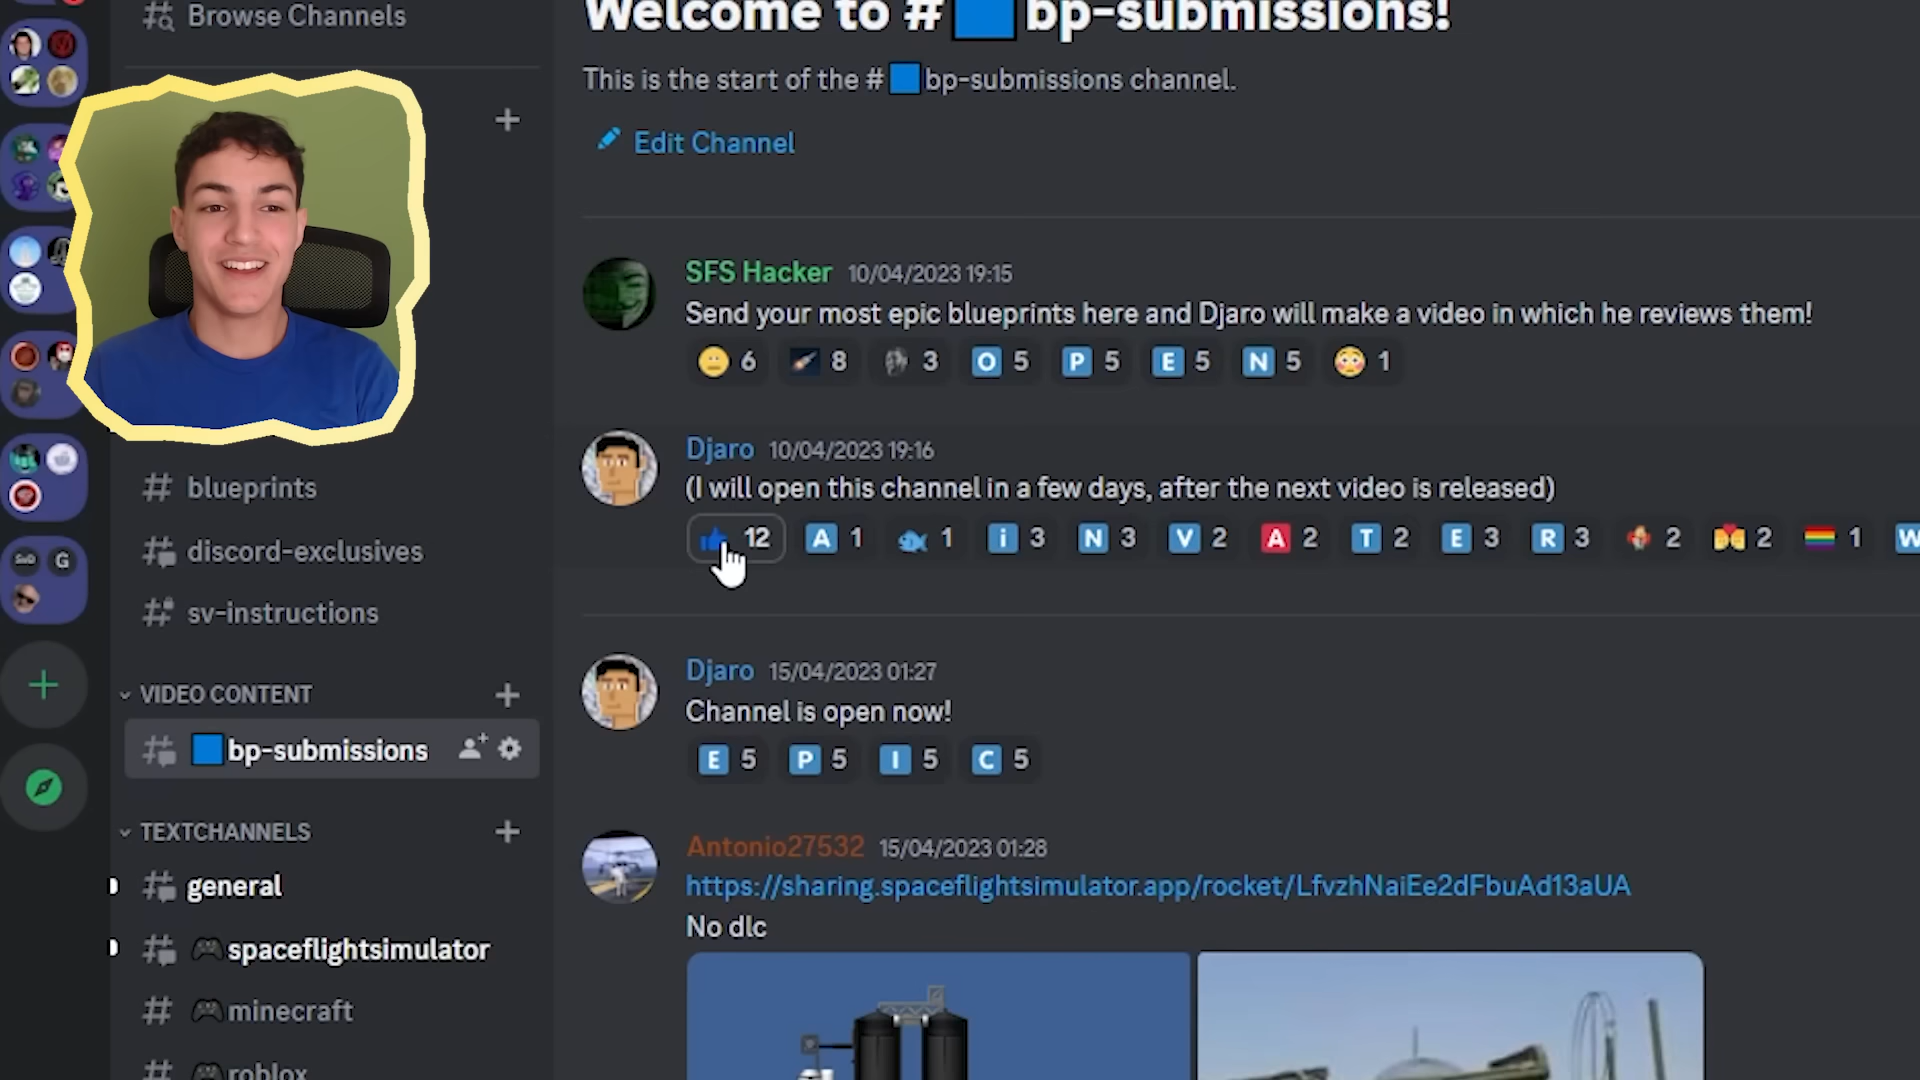 Browse Channels
blueprints
discord-exclusives
sv-instructions
VIDEO CONTENT
bp-submissions
TEXTCHANNELS
general
spaceflightsimulator
minecraft
roblox
Welcome to # bp-submissions!
This is the start of the # bp-submissions channel.
Edit Channel
SFS Hacker 10/04/2023 19:15
Send your most epic blueprints here and Djaro will make a video in which he reviews them!
6 8 3 O 5 P 5 E 5 N 5 1
Djaro 10/04/2023 19:16
(I will open this channel in a few days, after the next video is released)
12 A 1 1 i 3 N 3 V 2 A 2 T 2 E 3 R 3 2 2 1 W
Djaro 15/04/2023 01:27
Channel is open now!
E 5 P 5 I 5 C 5
Antonio27532 15/04/2023 01:28
https://sharing.spaceflightsimulator.app/rocket/LfvzhNaiEe2dFbuAd13aUA
No dlc
G